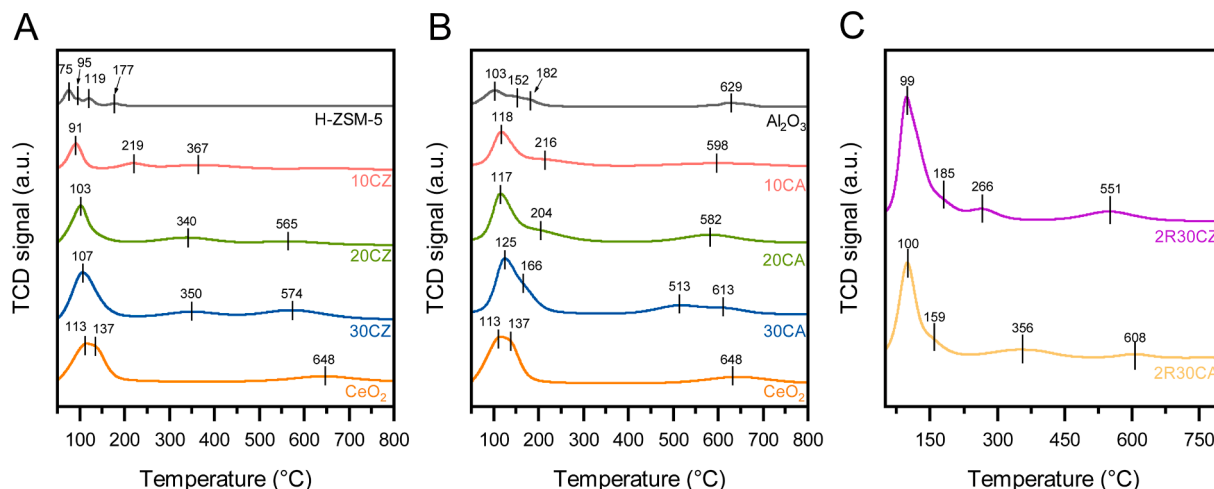 A
75
95
119
177
H-ZSM-5
91
219
367
10CZ
103
340
565
20CZ
107
350
574
30CZ
113
137
648
CeO₂
TCD signal (a.u.)
0 100 200 300 400 500 600 700 800
Temperature (°C)
B
103
152
182
629
Al₂O₃
118
216
598
10CA
117
204
582
20CA
125
166
513
613
30CA
113
137
648
CeO₂
TCD signal (a.u.)
100 200 300 400 500 600 700 800
Temperature (°C)
C
99
185
266
551
2R30CZ
100
159
356
608
2R30CA
TCD signal (a.u.)
150 300 450 600 750
Temperature (°C)